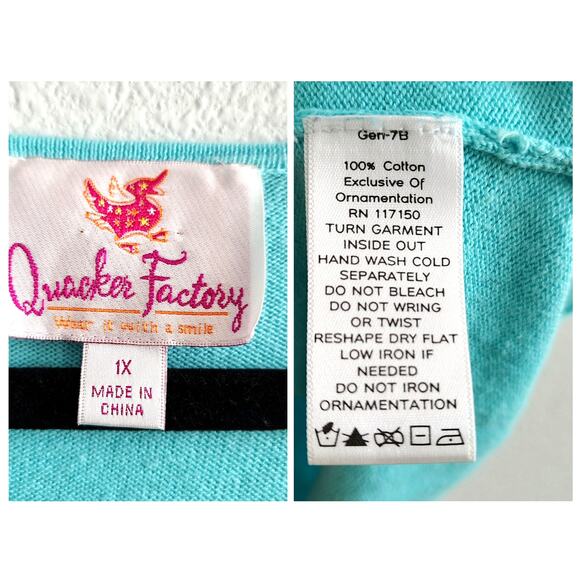 Quacker Factory
Wear it with a smile
1X
MADE IN
CHINA
Gen-7B
100% Cotton
Exclusive Of
Ornamentation
RN 117150
TURN GARMENT
INSIDE OUT
HAND WASH COLD
SEPARATELY
DO NOT BLEACH
DO NOT WRING
OR TWIST
RESHAPE DRY FLAT
LOW IRON IF
NEEDED
DO NOT IRON
ORNAMENTATION